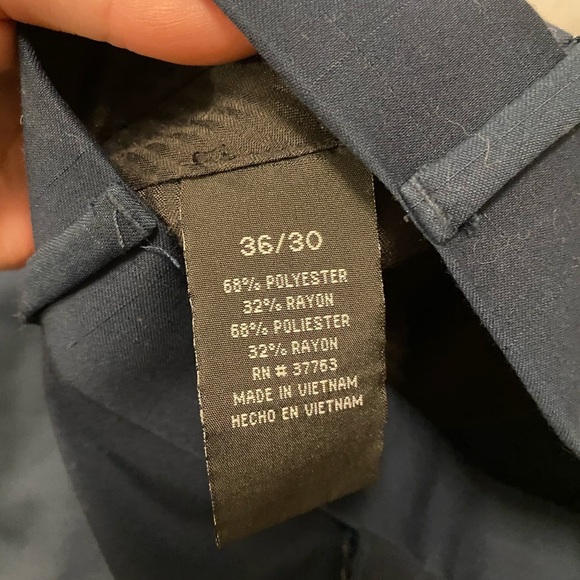 36/30
68% POLYESTER
32% RAYON
68% POLIESTER
32% RAYON
RN # 37763
MADE IN VIETNAM
HECHO EN VIETNAM